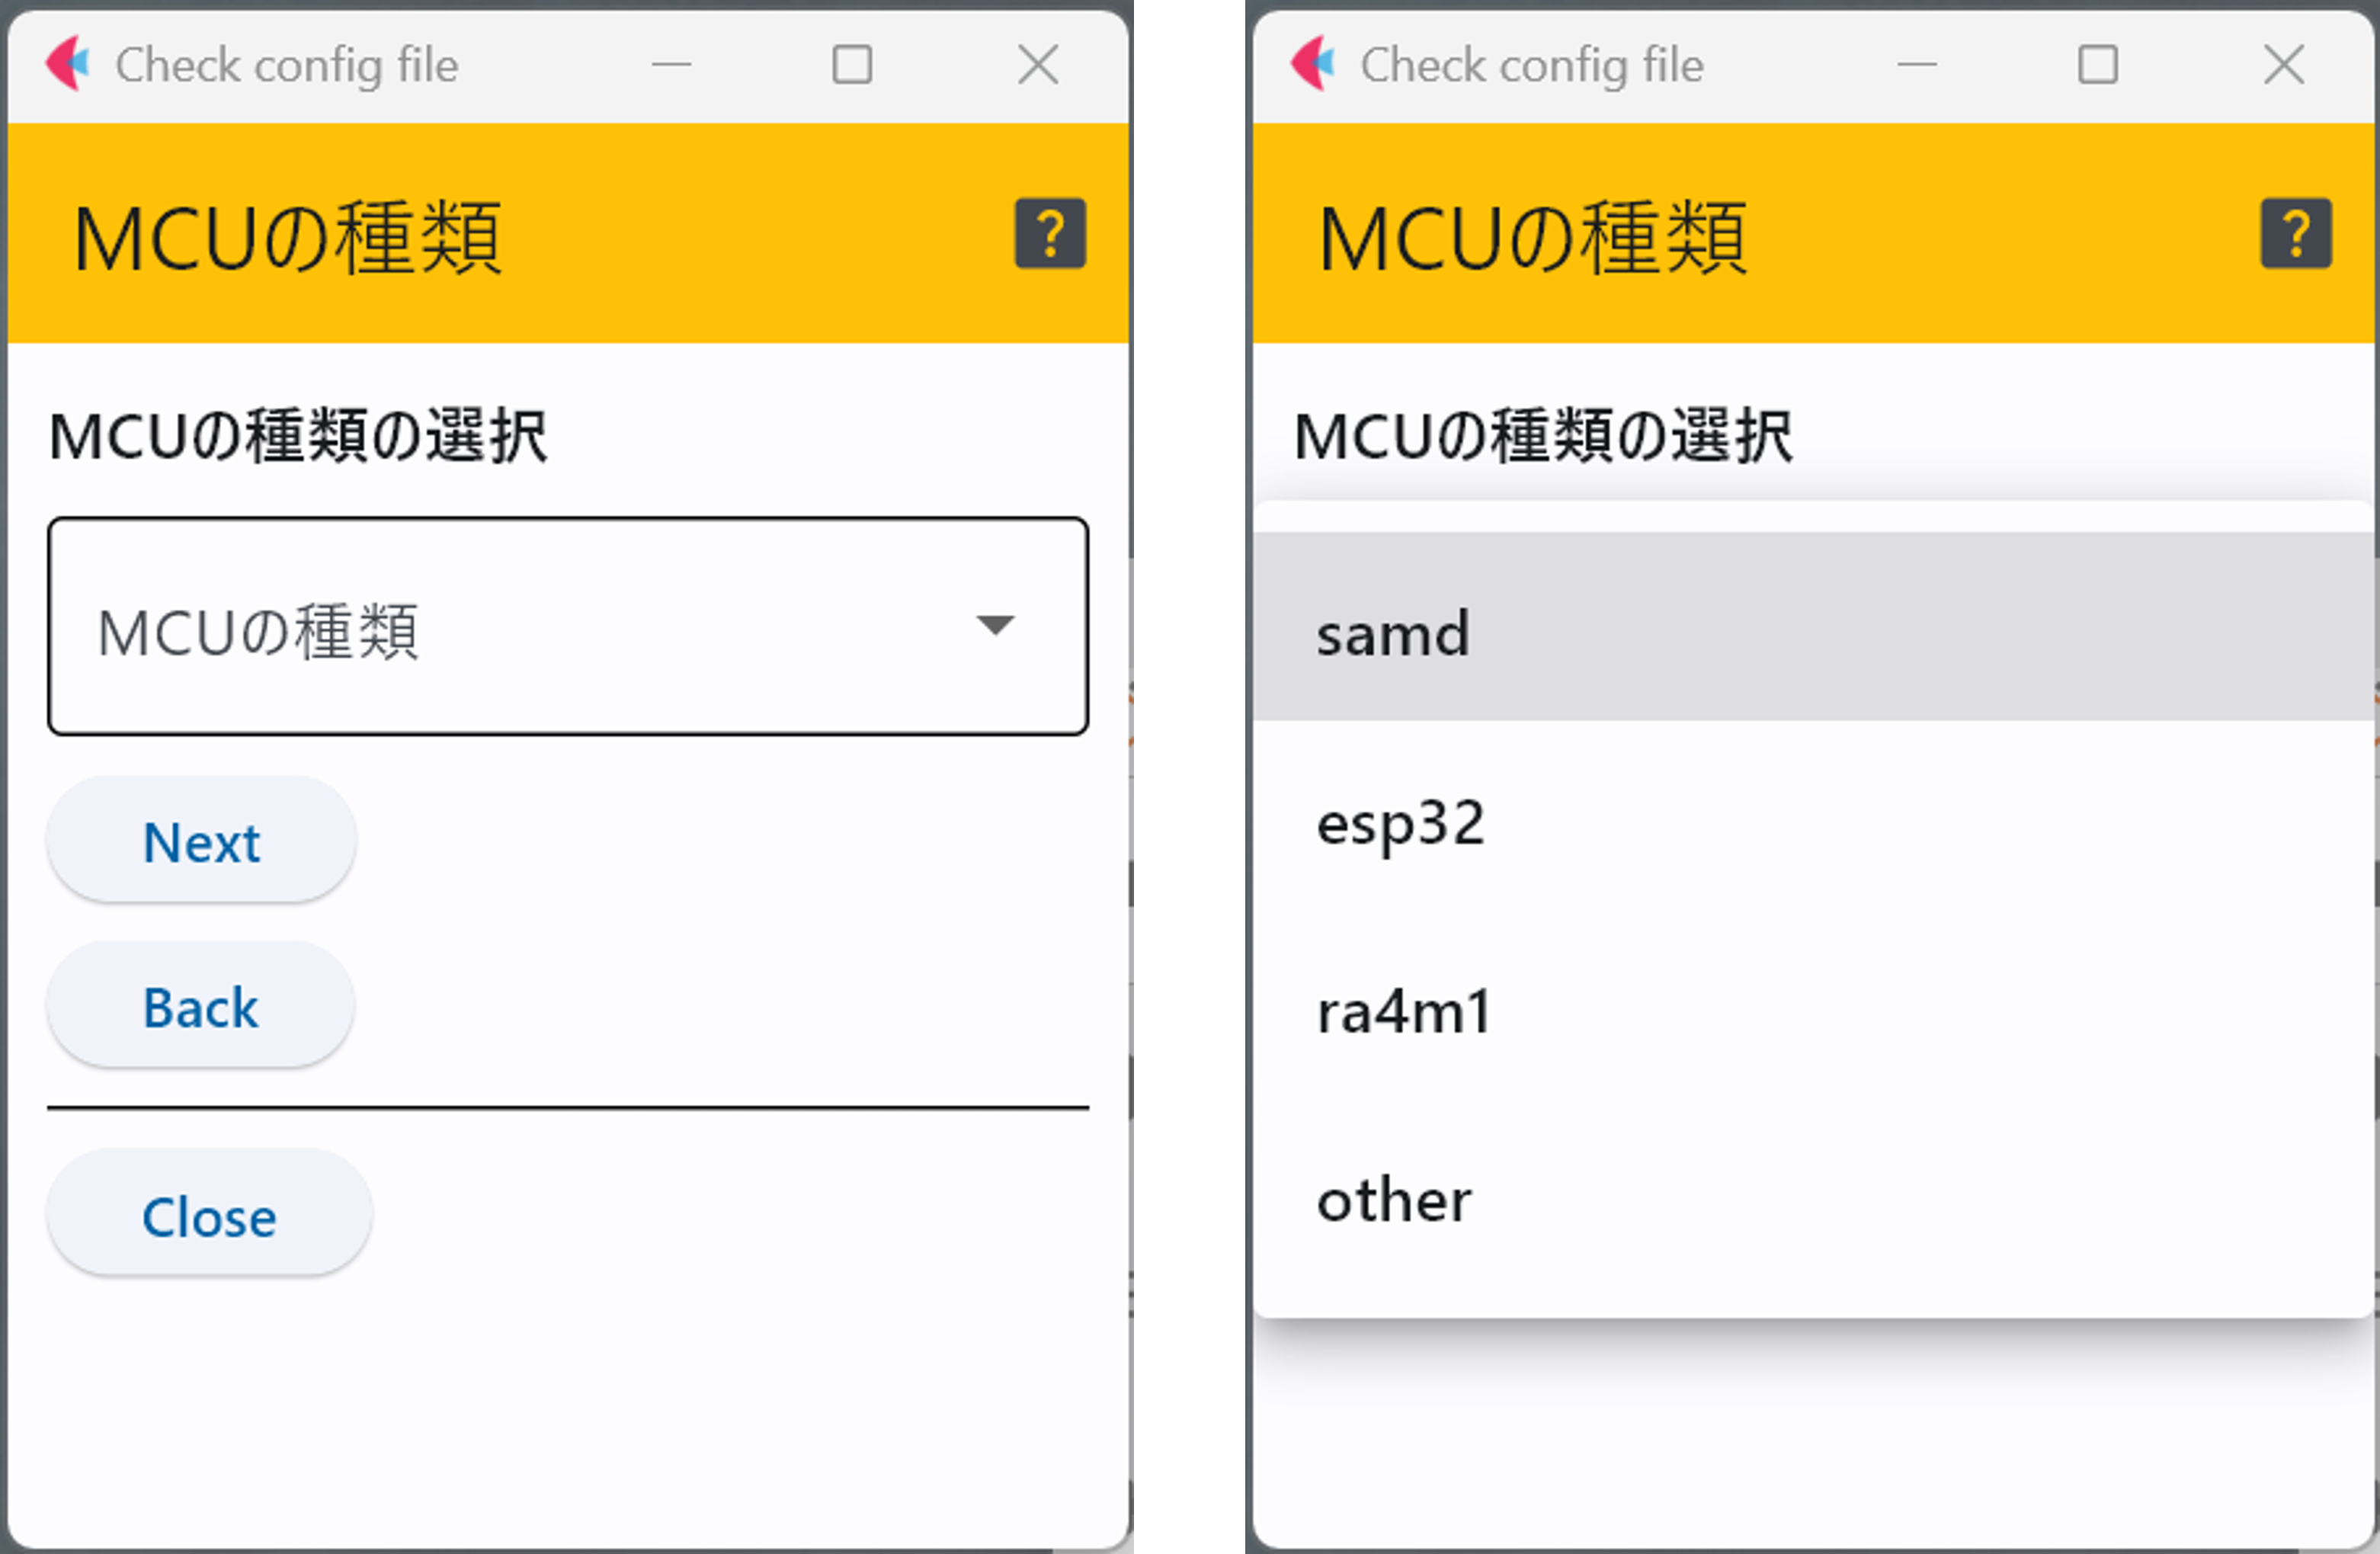 Check config file
MCUの種類
MCUの種類の選択
MCUの種類
Next
Back
Close
Check config file
MCUの種類
MCUの種類の選択
samd
esp32
ra4m1
other